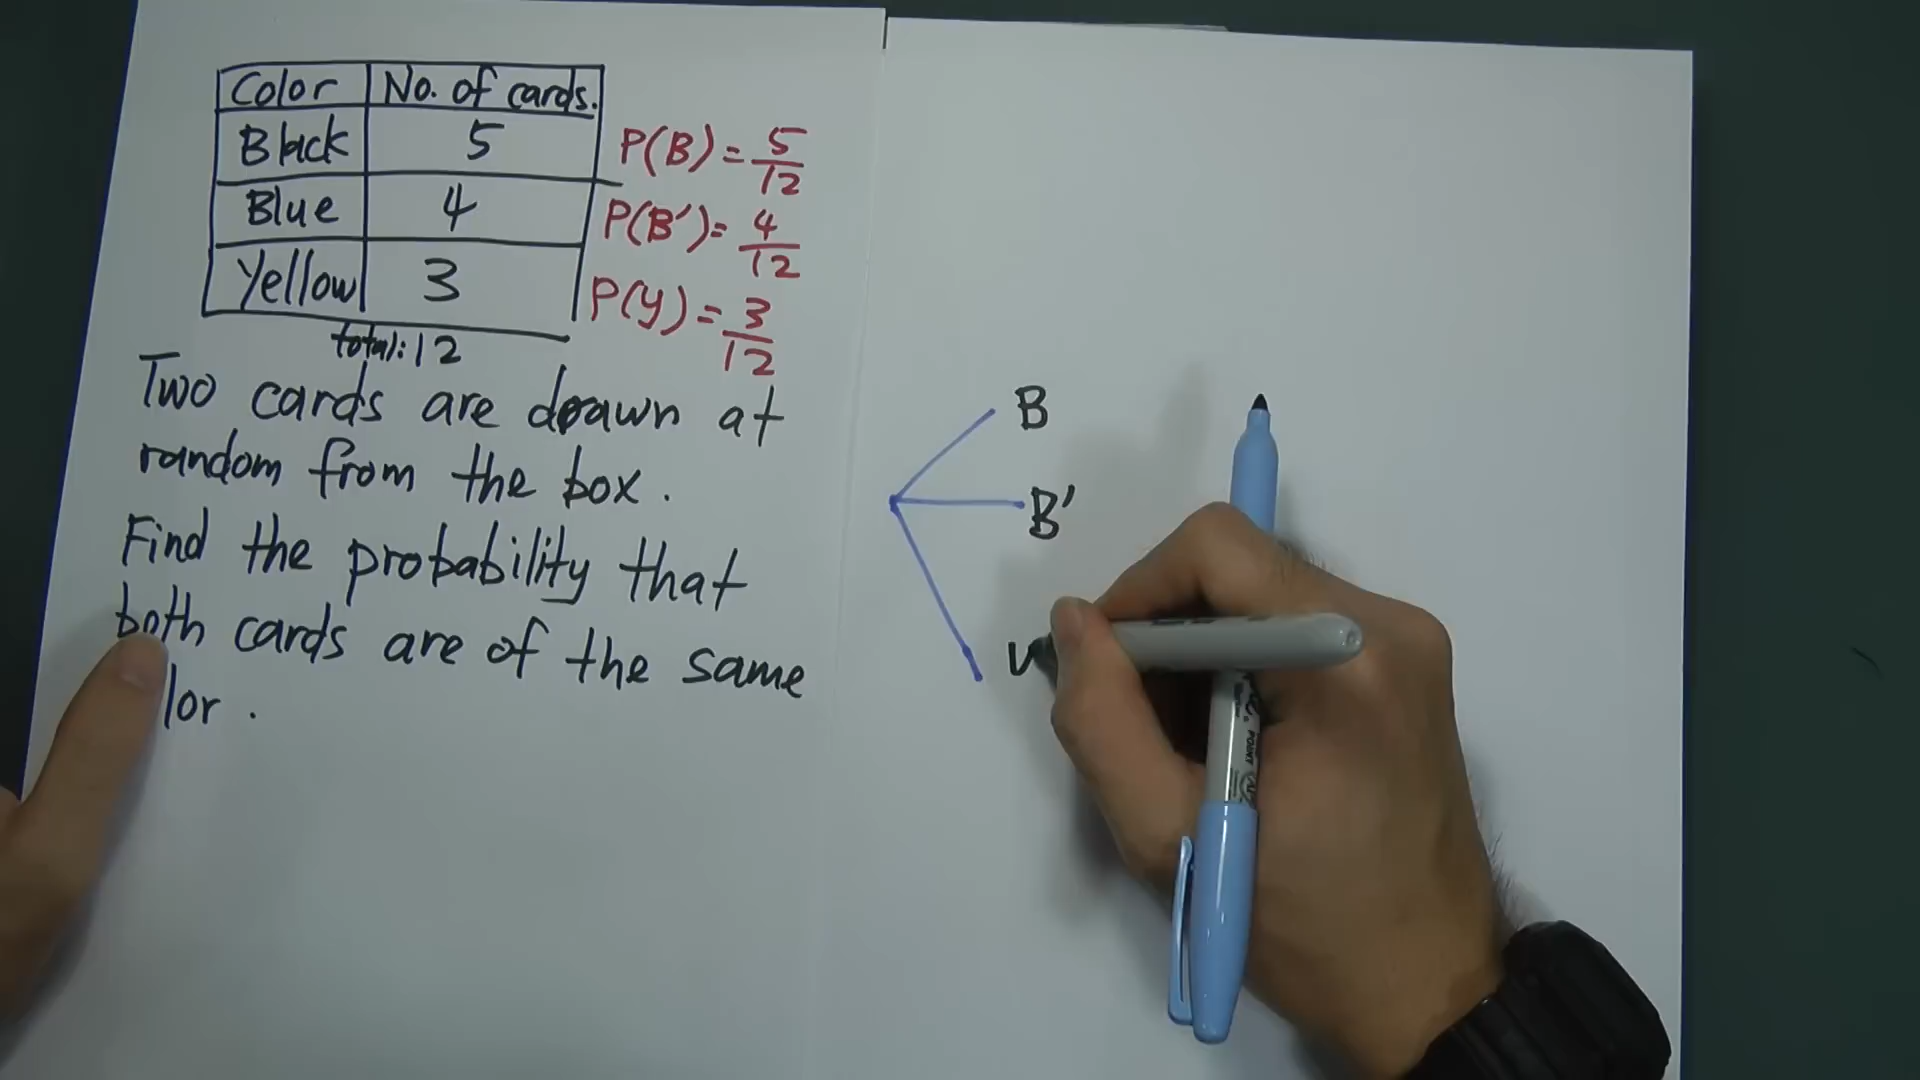 Color No. of cards.
Black 5
Blue 4
Yellow 3
total: 12
P(B) = 5/12
P(B') = 4/12
P(y) = 3/12
Two cards are drawn at
random from the box.
Find the probability that
both cards are of the same
lor.
B
B'